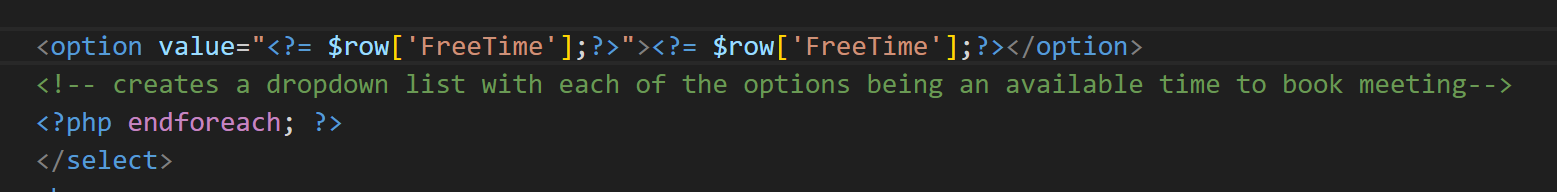 <option value="<?= $row['FreeTime'];?>"><?= $row['FreeTime'];?></option>
<!-- creates a dropdown list with each of the options being an available time to book meeting-->
<?php endforeach; ?>
</select>